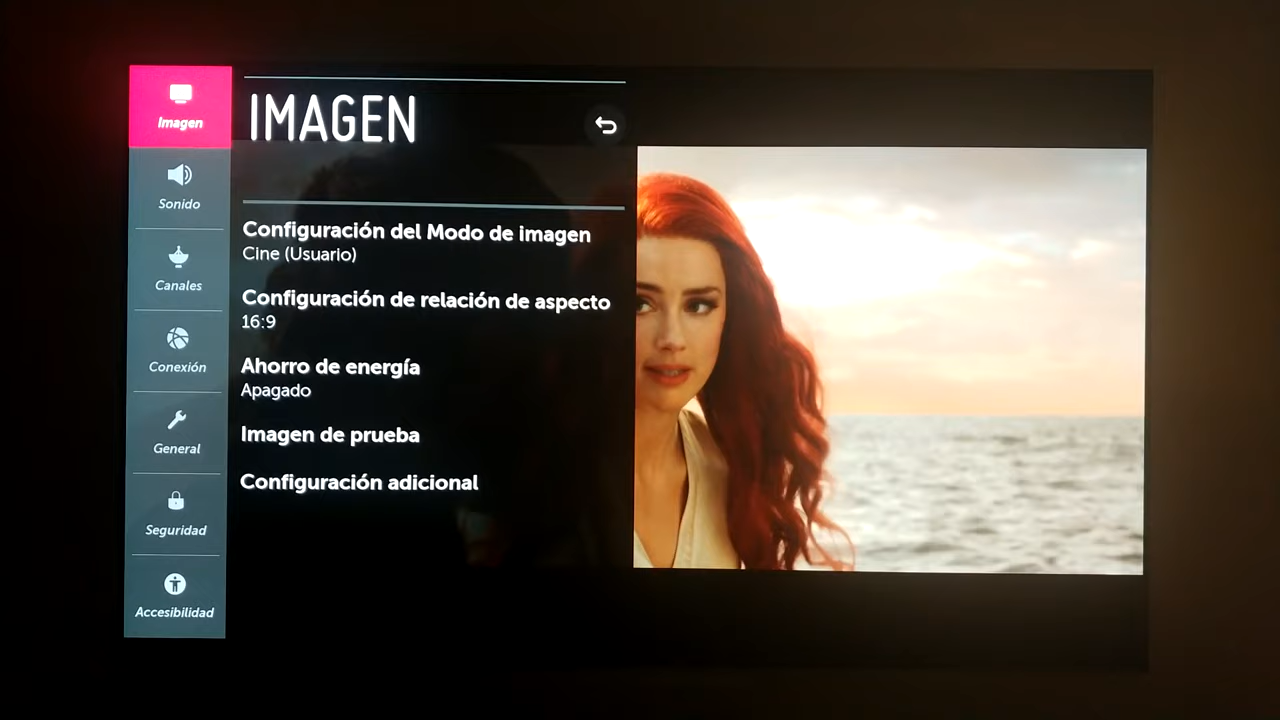 Imagen
Sonido
Canales
Conexión
General
Seguridad
Accesibilidad
IMAGEN
Configuración del Modo de imagen
Cine (Usuario)
Configuración de relación de aspecto
16:9
Ahorro de energía
Apagado
Imagen de prueba
Configuración adicional